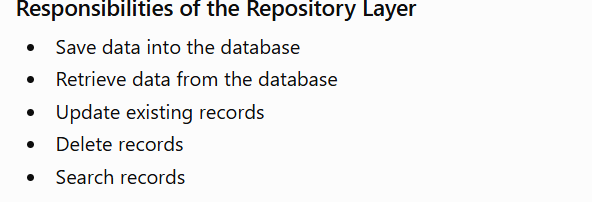 Responsibilities of the Repository Layer
• Save data into the database
• Retrieve data from the database
• Update existing records
• Delete records
• Search records